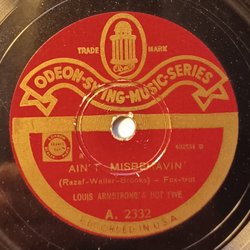 TRADE MARK
ODEON-SWING-MUSIC-SERIES
AIN'T MISBEHAVIN'
(Razaf-Waller-Brooks) - Fox-trot
LOUIS ARMSTRONG & HOT FIVE
A. 2332
RECORDED IN U.S.A.